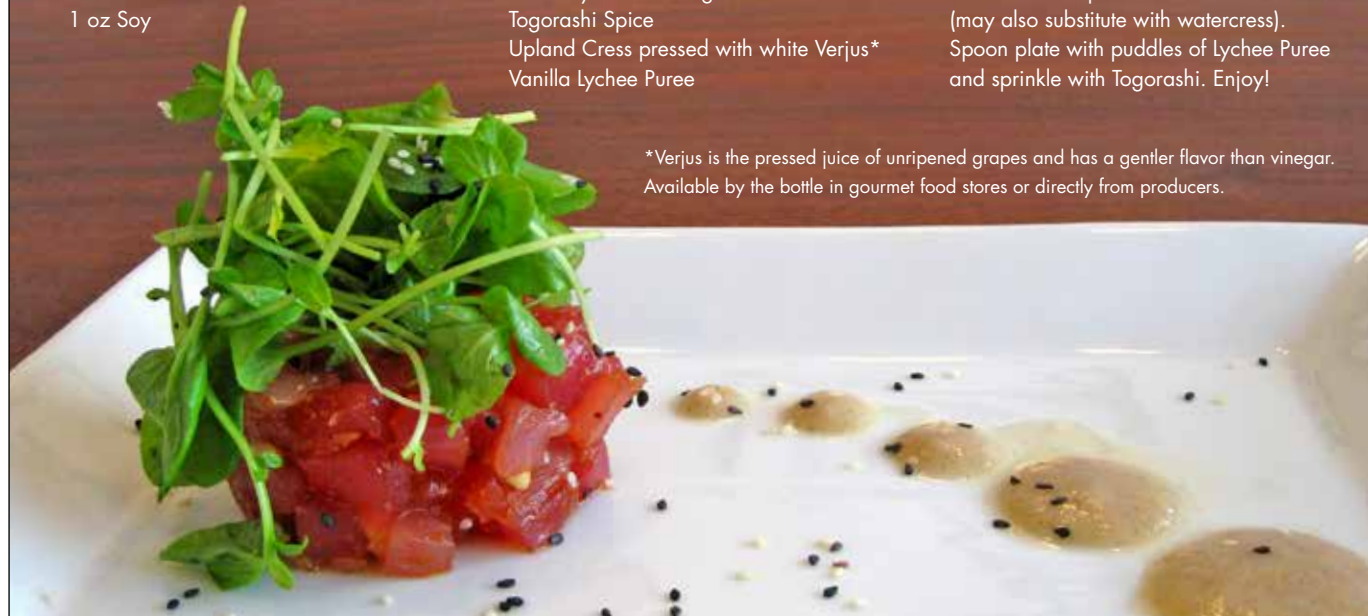 1 oz Soy
Togorashi Spice
Upland Cress pressed with white Verjus*
Vanilla Lychee Puree
(may also substitute with watercress).
Spoon plate with puddles of Lychee Puree
and sprinkle with Togorashi. Enjoy!
*Verjus is the pressed juice of unripened grapes and has a gentler flavor than vinegar.
Available by the bottle in gourmet food stores or directly from producers.